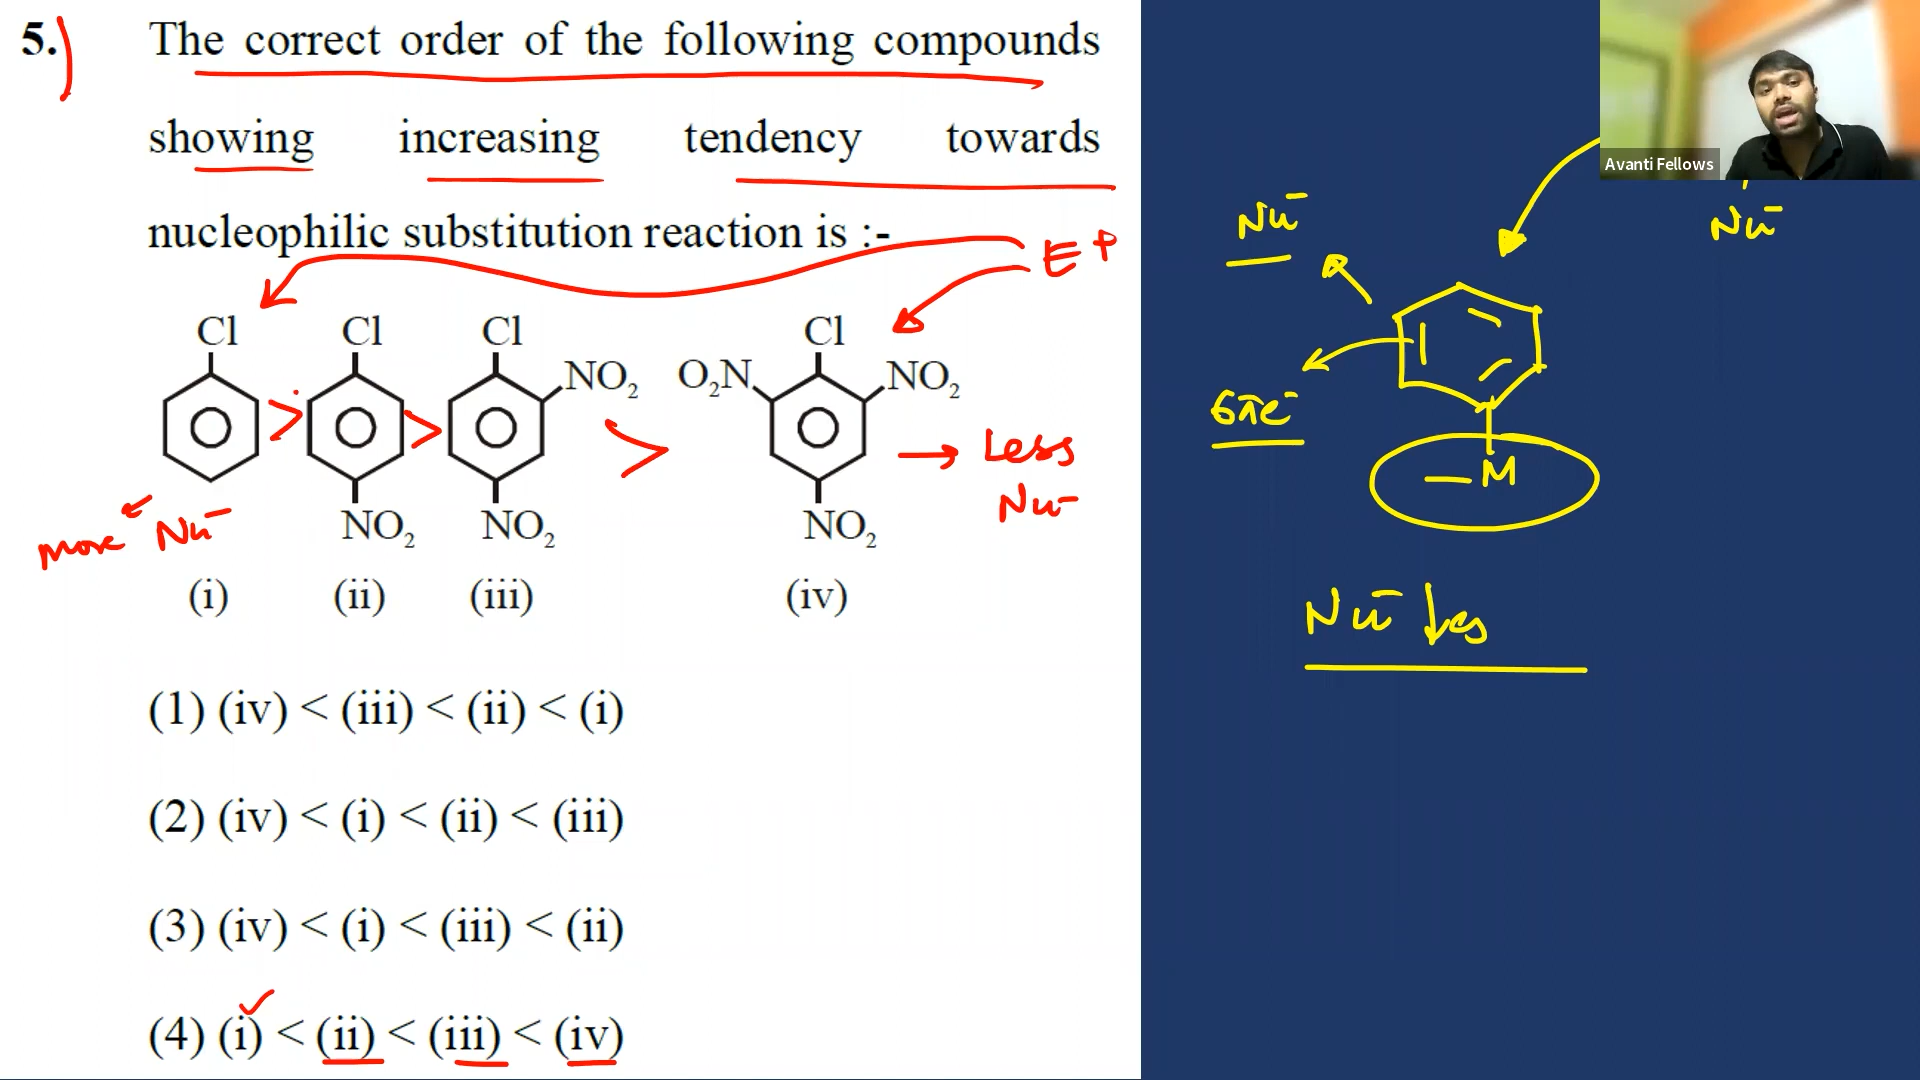 5.) The correct order of the following compounds
showing increasing tendency towards
nucleophilic substitution reaction is :-
E+
Cl Cl Cl Cl
NO2 O2N NO2
> > >
→ Less
Nu-
more Nu-
NO2 NO2 NO2
(i) (ii) (iii) (iv)
(1) (iv) < (iii) < (ii) < (i)
(2) (iv) < (i) < (ii) < (iii)
(3) (iv) < (i) < (iii) < (ii)
(4) (i) < (ii) < (iii) < (iv)
Avanti Fellows
Nu-
Nu-
6πe-
-M
Nu- ↓es